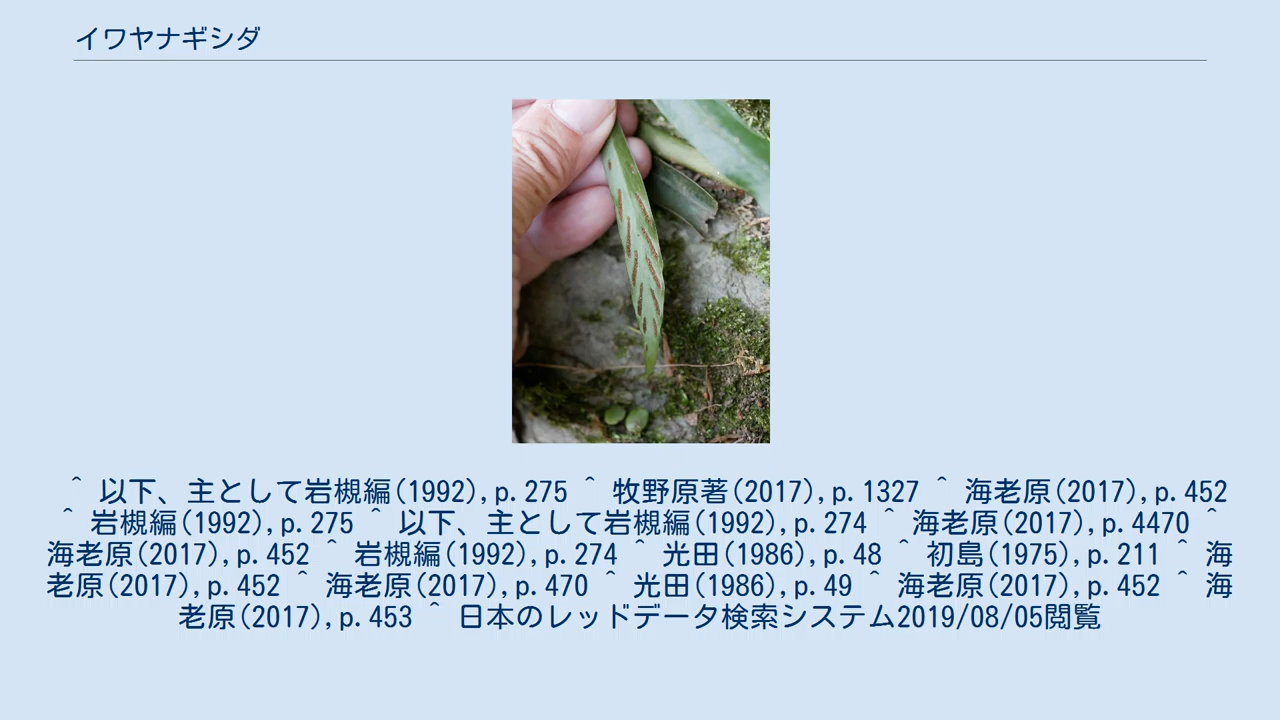 イワヤナギシダ
^ 以下、主として岩槻編(1992),p.275 ^ 牧野原著(2017),p.1327 ^ 海老原(2017),p.452
^ 岩槻編(1992),p.275 ^ 以下、主として岩槻編(1992),p.274 ^ 海老原(2017),p.4470 ^
海老原(2017),p.452 ^ 岩槻編(1992),p.274 ^ 光田(1986),p.48 ^ 初島(1975),p.211 ^ 海
老原(2017),p.452 ^ 海老原(2017),p.470 ^ 光田(1986),p.49 ^ 海老原(2017),p.452 ^ 海
老原(2017),p.453 ^ 日本のレッドデータ検索システム2019/08/05閲覧